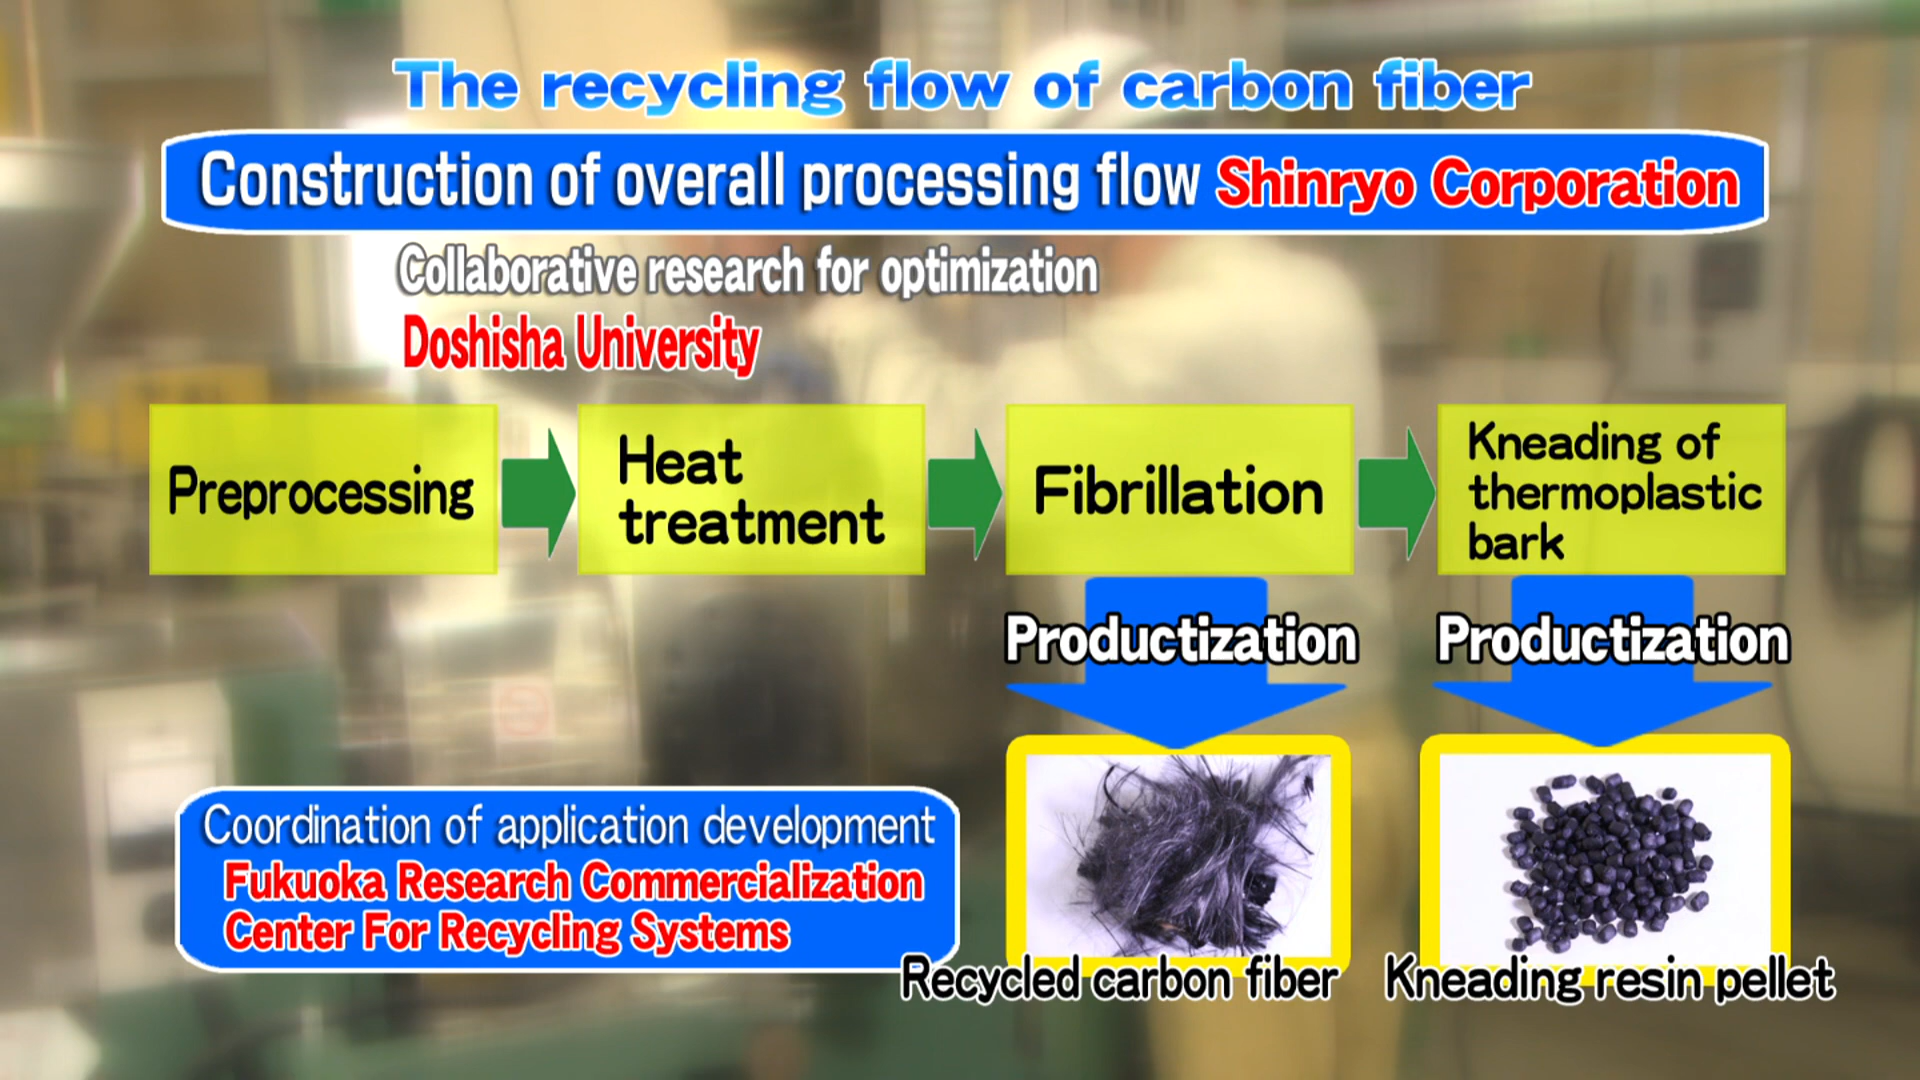 The recycling flow of carbon fiber
Construction of overall processing flow Shinryo Corporation
Collaborative research for optimization
Doshisha University
Preprocessing
Heat
treatment
Fibrillation
Kneading of
thermoplastic
bark
Productization
Productization
Coordination of application development
Fukuoka Research Commercialization
Center For Recycling Systems
Recycled carbon fiber
Kneading resin pellet